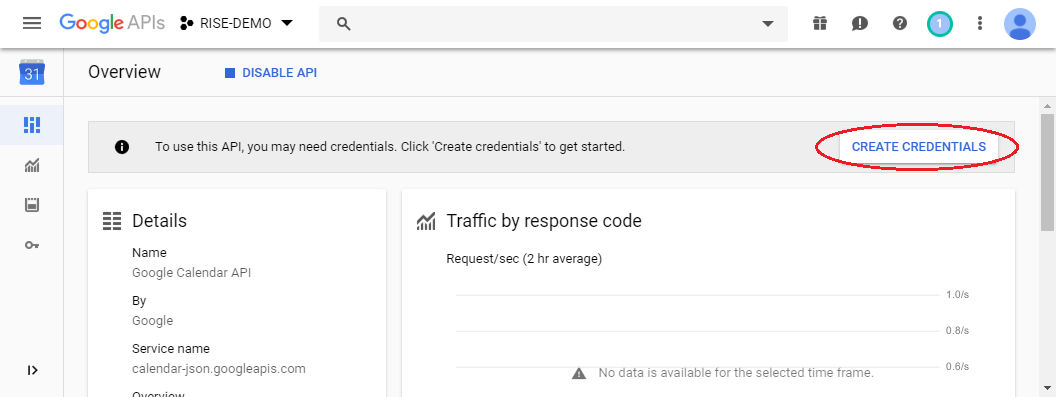 Google APIs RISE-DEMO 1
31 Overview DISABLE API
To use this API, you may need credentials. Click 'Create credentials' to get started. CREATE CREDENTIALS
Details
Name
Google Calendar API
By
Google
Service name
calendar-json.googleapis.com
Overview
Traffic by response code
Request/sec (2 hr average)
1.0/s
0.8/s
0.6/s
No data is available for the selected time frame.